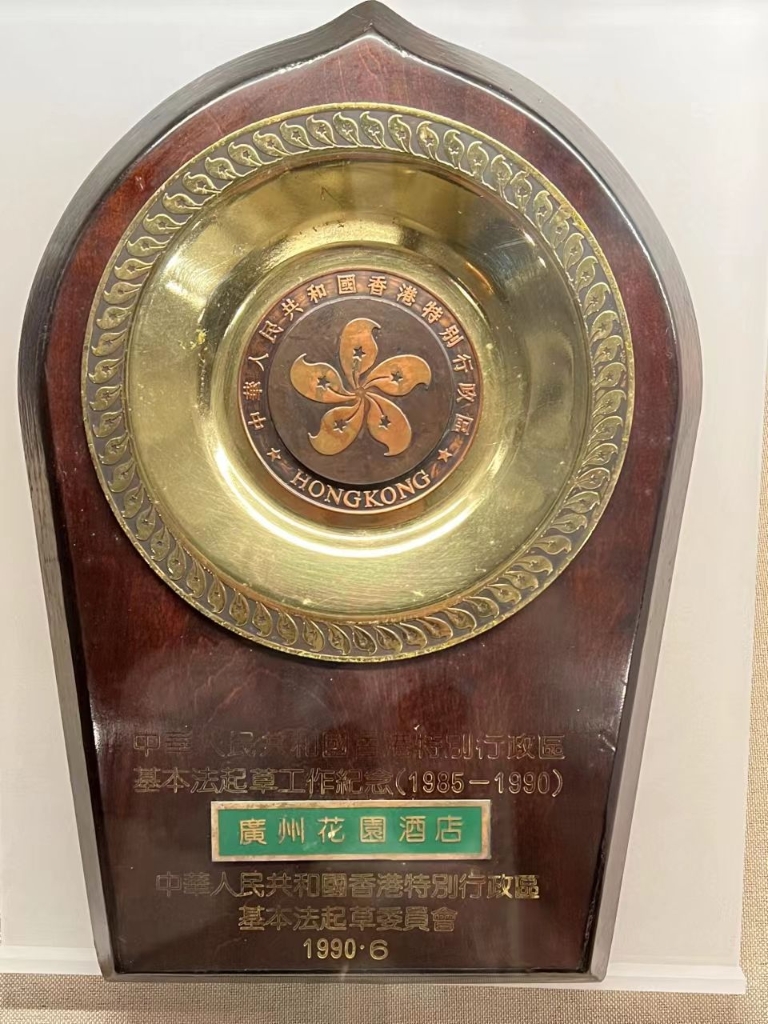 中華人民共和國香港特別行政區
★ HONGKONG ★
中華人民共和國香港特別行政區
基本法起草工作紀念(1985－1990)
廣州花園酒店
中華人民共和國香港特別行政區
基本法起草委員會
1990·6